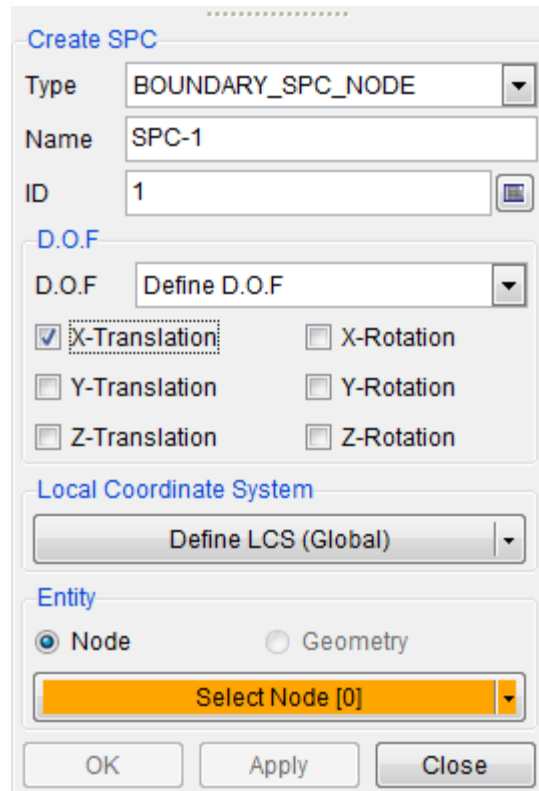 Create SPC
Type BOUNDARY_SPC_NODE
Name SPC-1
ID 1
D.O.F
D.O.F Define D.O.F
X-Translation X-Rotation
Y-Translation Y-Rotation
Z-Translation Z-Rotation
Local Coordinate System
Define LCS (Global)
Entity
Node Geometry
Select Node [0]
OK Apply Close